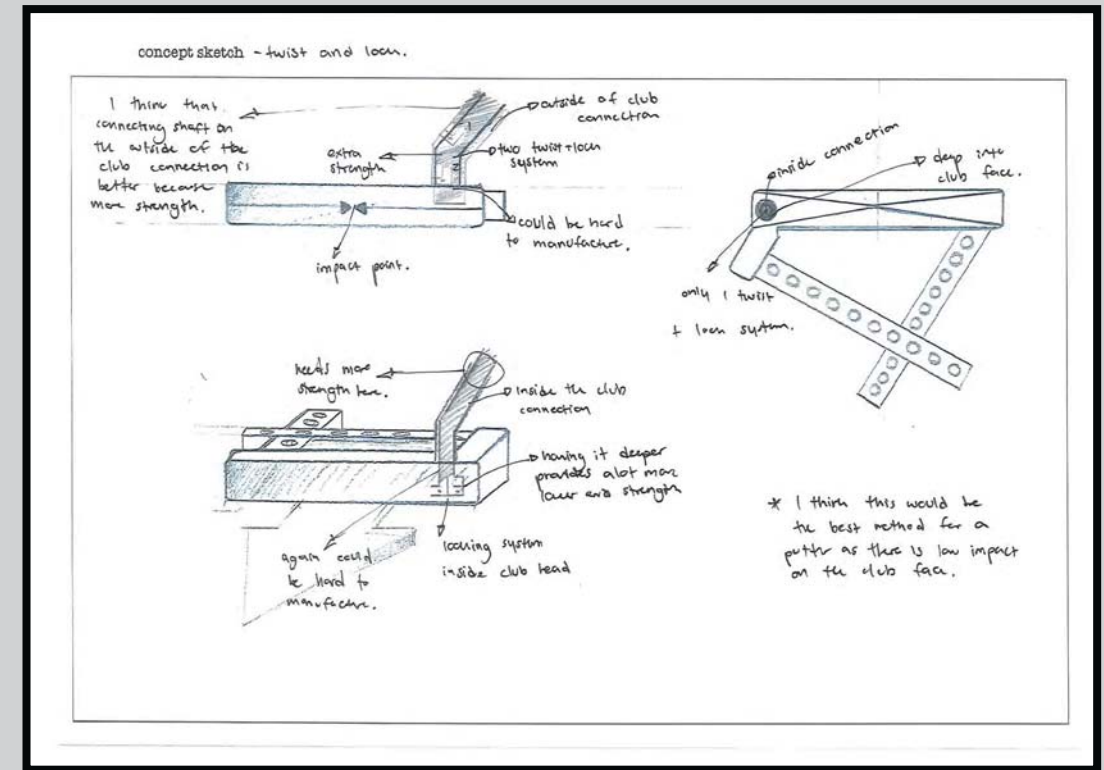 concept sketch - twist and lock.
I think that
connecting shaft on
the outside of the
club connection is
better because
more strength.
extra
strength
outside of club
connection
two twist + lock
system
could be hard
to manufacture.
impact point.
inside connection
deep into
club face.
only 1 twist
+ lock system.
needs more
strength here.
inside the club
connection
having it deeper
provides alot more
lower end strength
again could
be hard to
manufacture.
locking system
inside club head
* I think this would be
the best method for a
putter as there is low impact
on the club face.